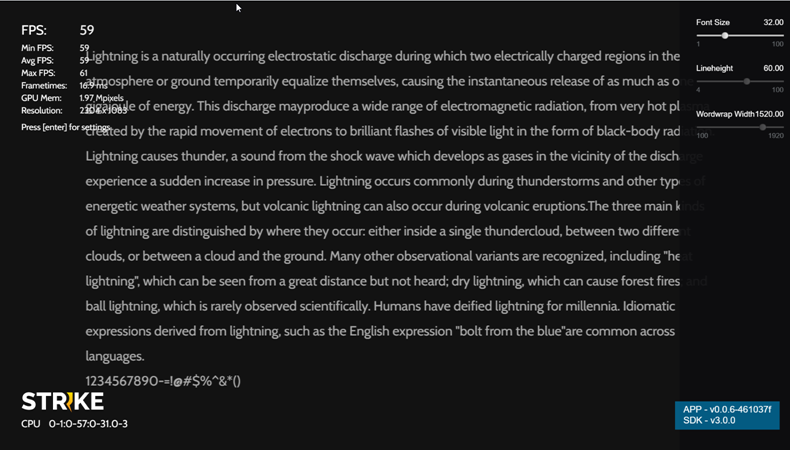 FPS: 59
Min FPS: 59
Avg FPS: 59
Max FPS: 61
Frametimes: 16.9 ms
GPU Mem: 1.97 Mpixels
Resolution:
Press [enter] for settings
Lightning is a naturally occurring electrostatic discharge during which two electrically charged regions in the
atmosphere or ground temporarily equalize themselves, causing the instantaneous release of as much as one
of energy. This discharge mayproduce a wide range of electromagnetic radiation, from very hot plasma
created by the rapid movement of electrons to brilliant flashes of visible light in the form of black-body
Lightning causes thunder, a sound from the shock wave which develops as gases in the vicinity of the discharge
experience a sudden increase in pressure. Lightning occurs commonly during thunderstorms and other types of
energetic weather systems, but volcanic lightning can also occur during volcanic eruptions.The three main kinds
of lightning are distinguished by where they occur: either inside a single thundercloud, between two different
clouds, or between a cloud and the ground. Many other observational variants are recognized, including "heat
lightning", which can be seen from a great distance but not heard; dry lightning, which can cause forest fires; and
ball lightning, which is rarely observed scientifically. Humans have deified lightning for millennia. Idiomatic
expressions derived from lightning, such as the English expression "bolt from the blue"are common across
languages.
1234567890-=!@#$%^&*()
Font Size 32.00
1 100
Lineheight 60.00
4 100
Wordwrap Width 1520.00
100 1920
STRIKE
CPU 0-1:0-57:0-31.0-3
APP - v0.0.6-461037f
SDK - v3.0.0